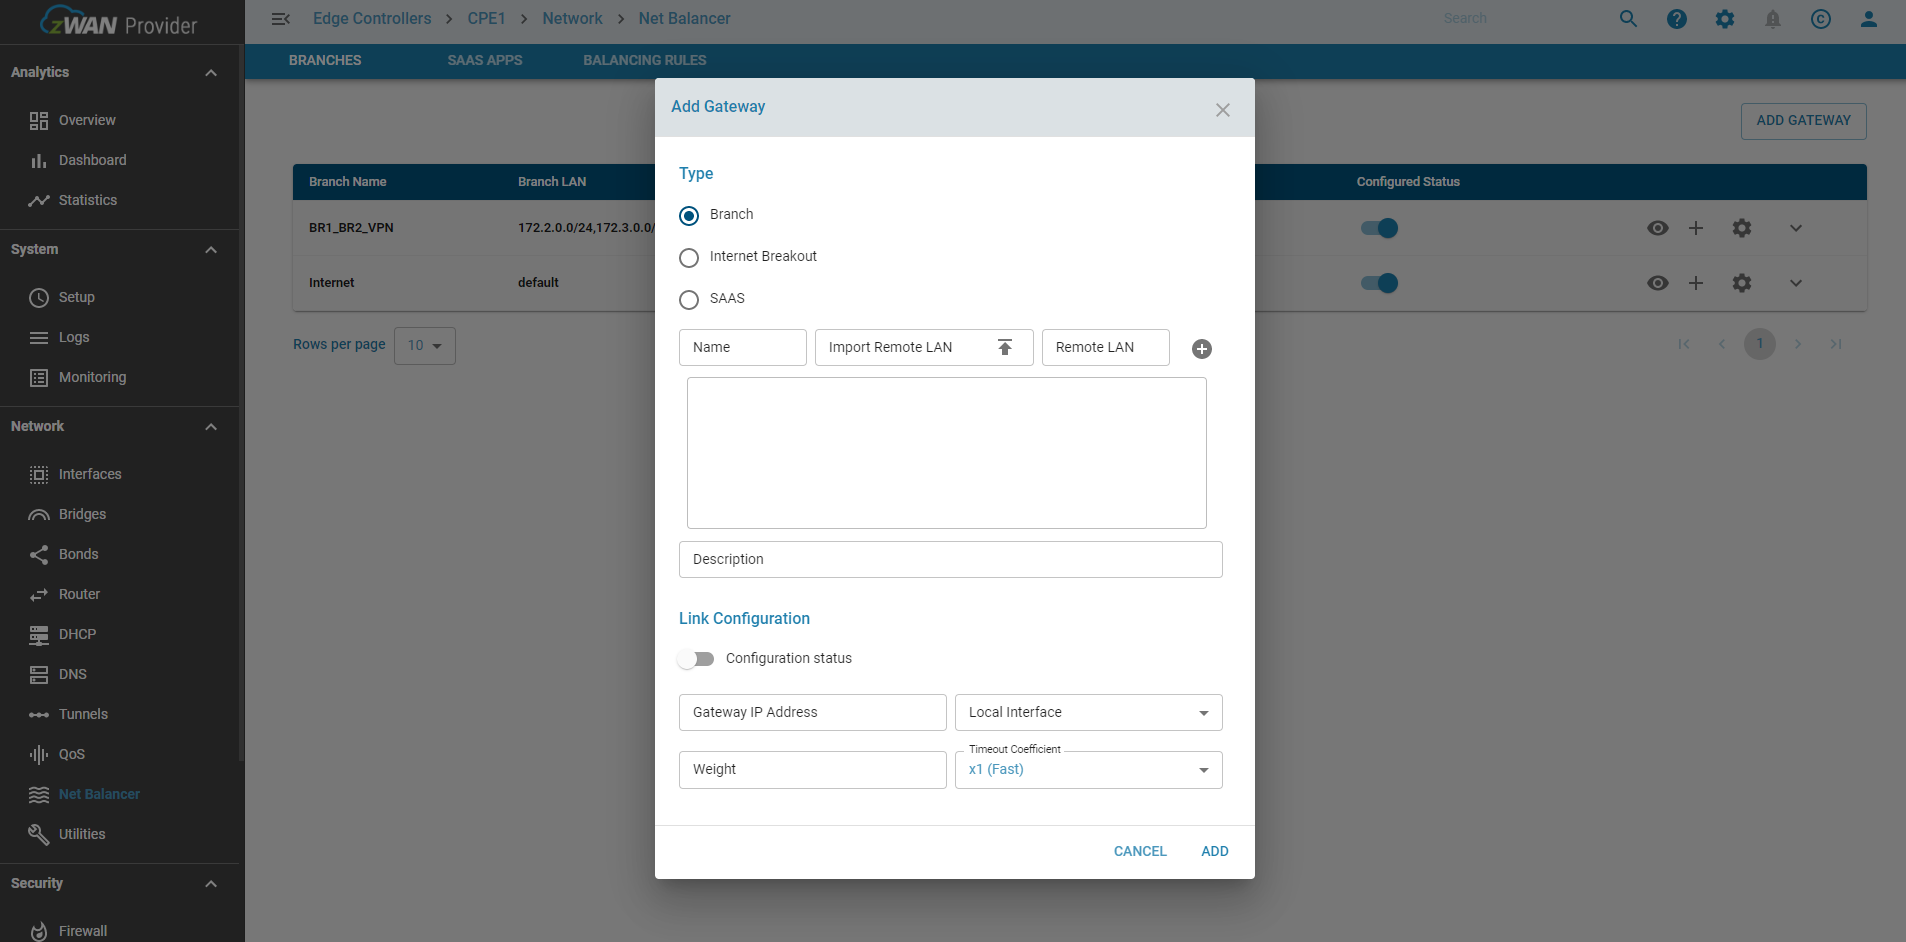 zWAN Provider
Edge Controllers > CPE1 > Network > Net Balancer
Search
BRANCHES SAAS APPS BALANCING RULES
Analytics
Overview
Dashboard
Statistics
System
Setup
Logs
Monitoring
Network
Interfaces
Bridges
Bonds
Router
DHCP
DNS
Tunnels
QoS
Net Balancer
Utilities
Security
Firewall
ADD GATEWAY
Branch Name Branch LAN Configured Status
BR1_BR2_VPN 172.2.0.0/24,172.3.0.0/
Internet default
Rows per page 10
1
Add Gateway
Type
Branch
Internet Breakout
SAAS
Name Import Remote LAN Remote LAN
Description
Link Configuration
Configuration status
Gateway IP Address Local Interface
Timeout Coefficient
Weight x1 (Fast)
CANCEL ADD